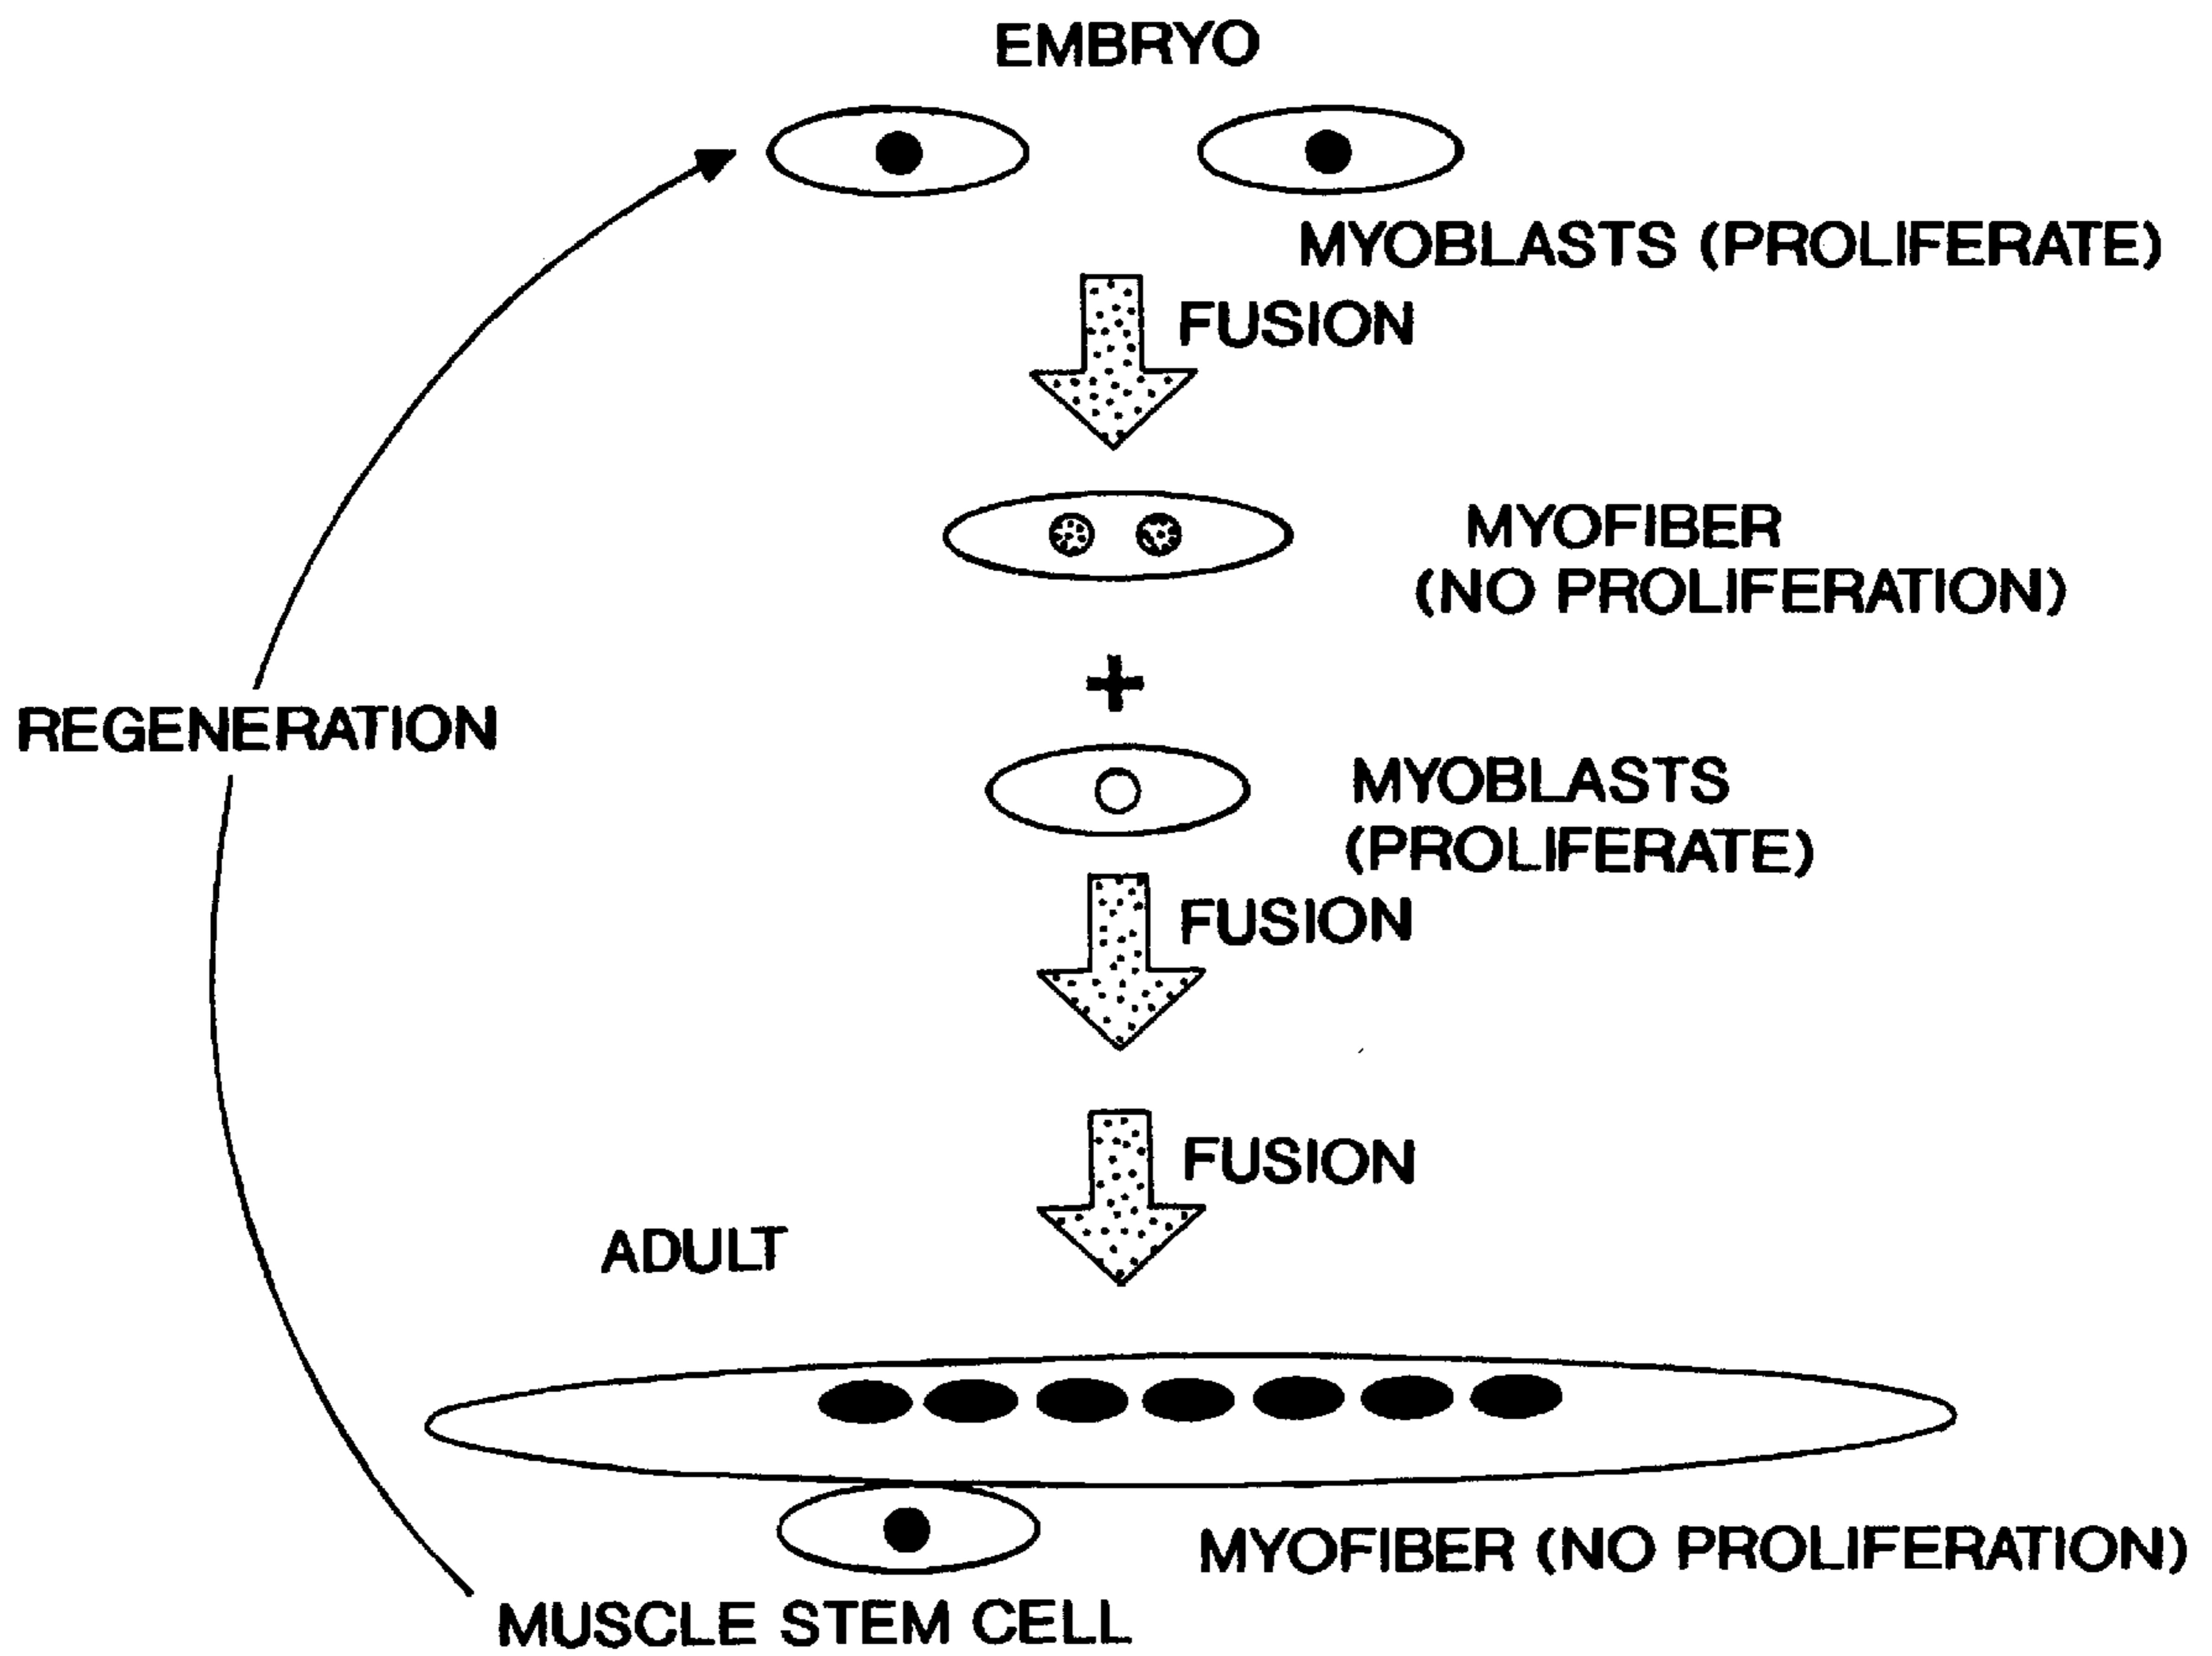 EMBRYO
MYOBLASTS (PROLIFERATE)
FUSION
MYOFIBER
(NO PROLIFERATION)
+
REGENERATION
MYOBLASTS
(PROLIFERATE)
FUSION
FUSION
ADULT
MYOFIBER (NO PROLIFERATION)
MUSCLE STEM CELL